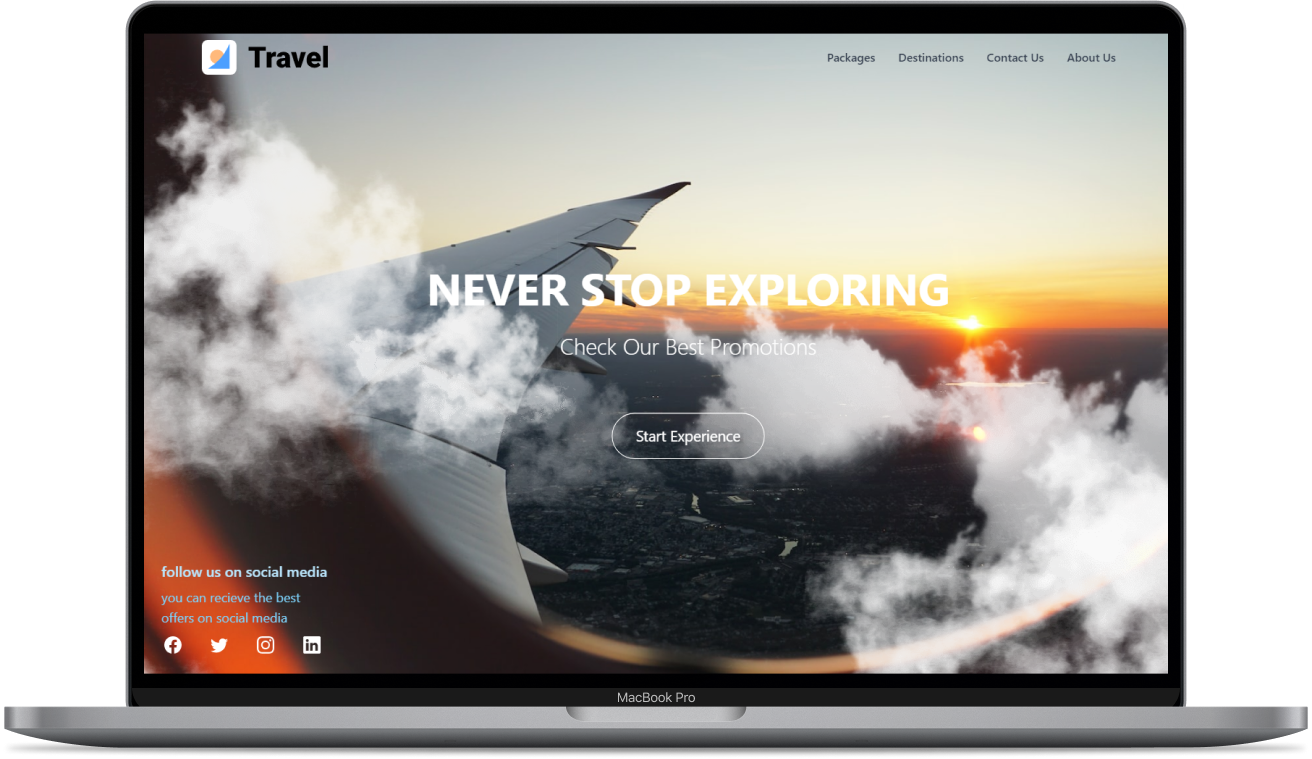 Travel
Packages
Destinations
Contact Us
About Us
NEVER STOP EXPLORING
Check Our Best Promotions
Start Experience
follow us on social media
you can recieve the best
offers on social media
in
MacBook Pro